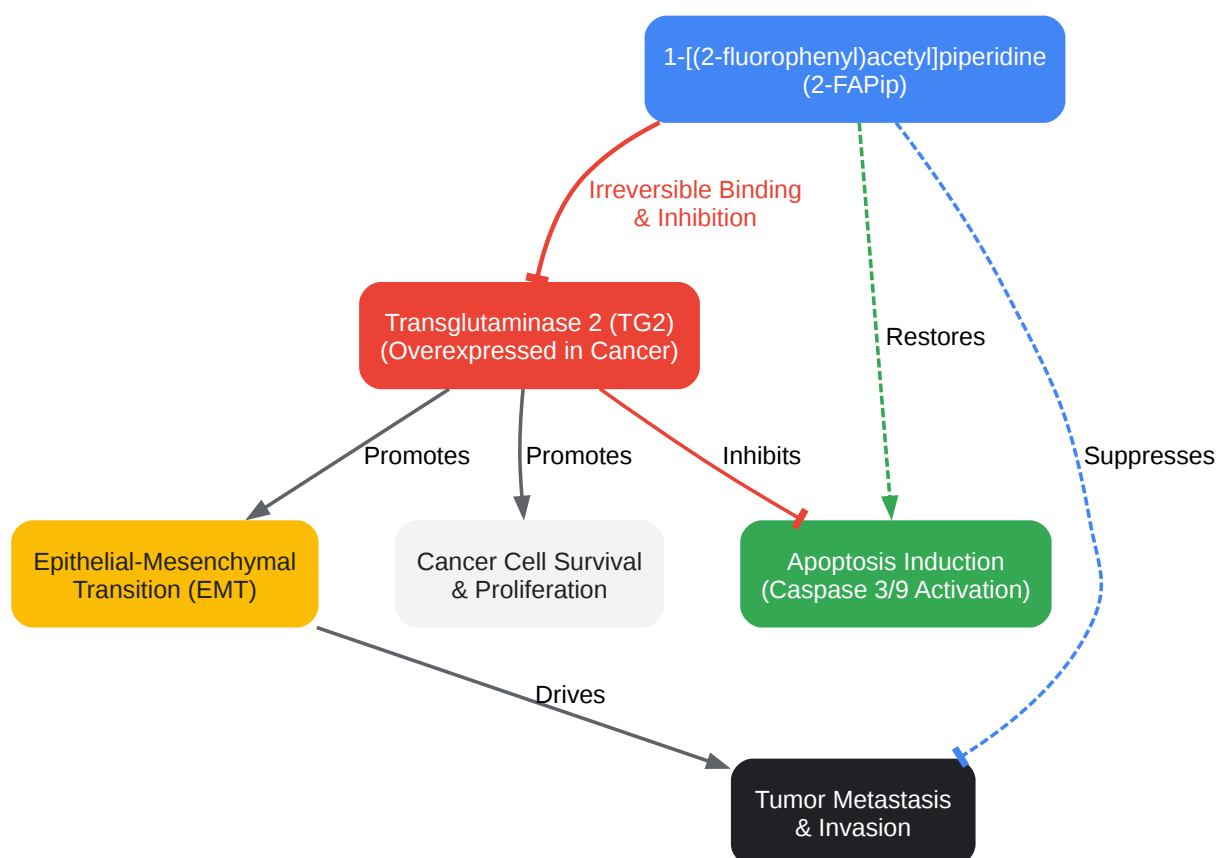 1-[(2-fluorophenyl)acetyl]piperidine
(2-FAPip)
Irreversible Binding
& Inhibition
Transglutaminase 2 (TG2)
(Overexpressed in Cancer)
Restores
Promotes
Promotes
Inhibits
Suppresses
Epithelial-Mesenchymal
Transition (EMT)
Cancer Cell Survival
& Proliferation
Apoptosis Induction
(Caspase 3/9 Activation)
Drives
Tumor Metastasis
& Invasion